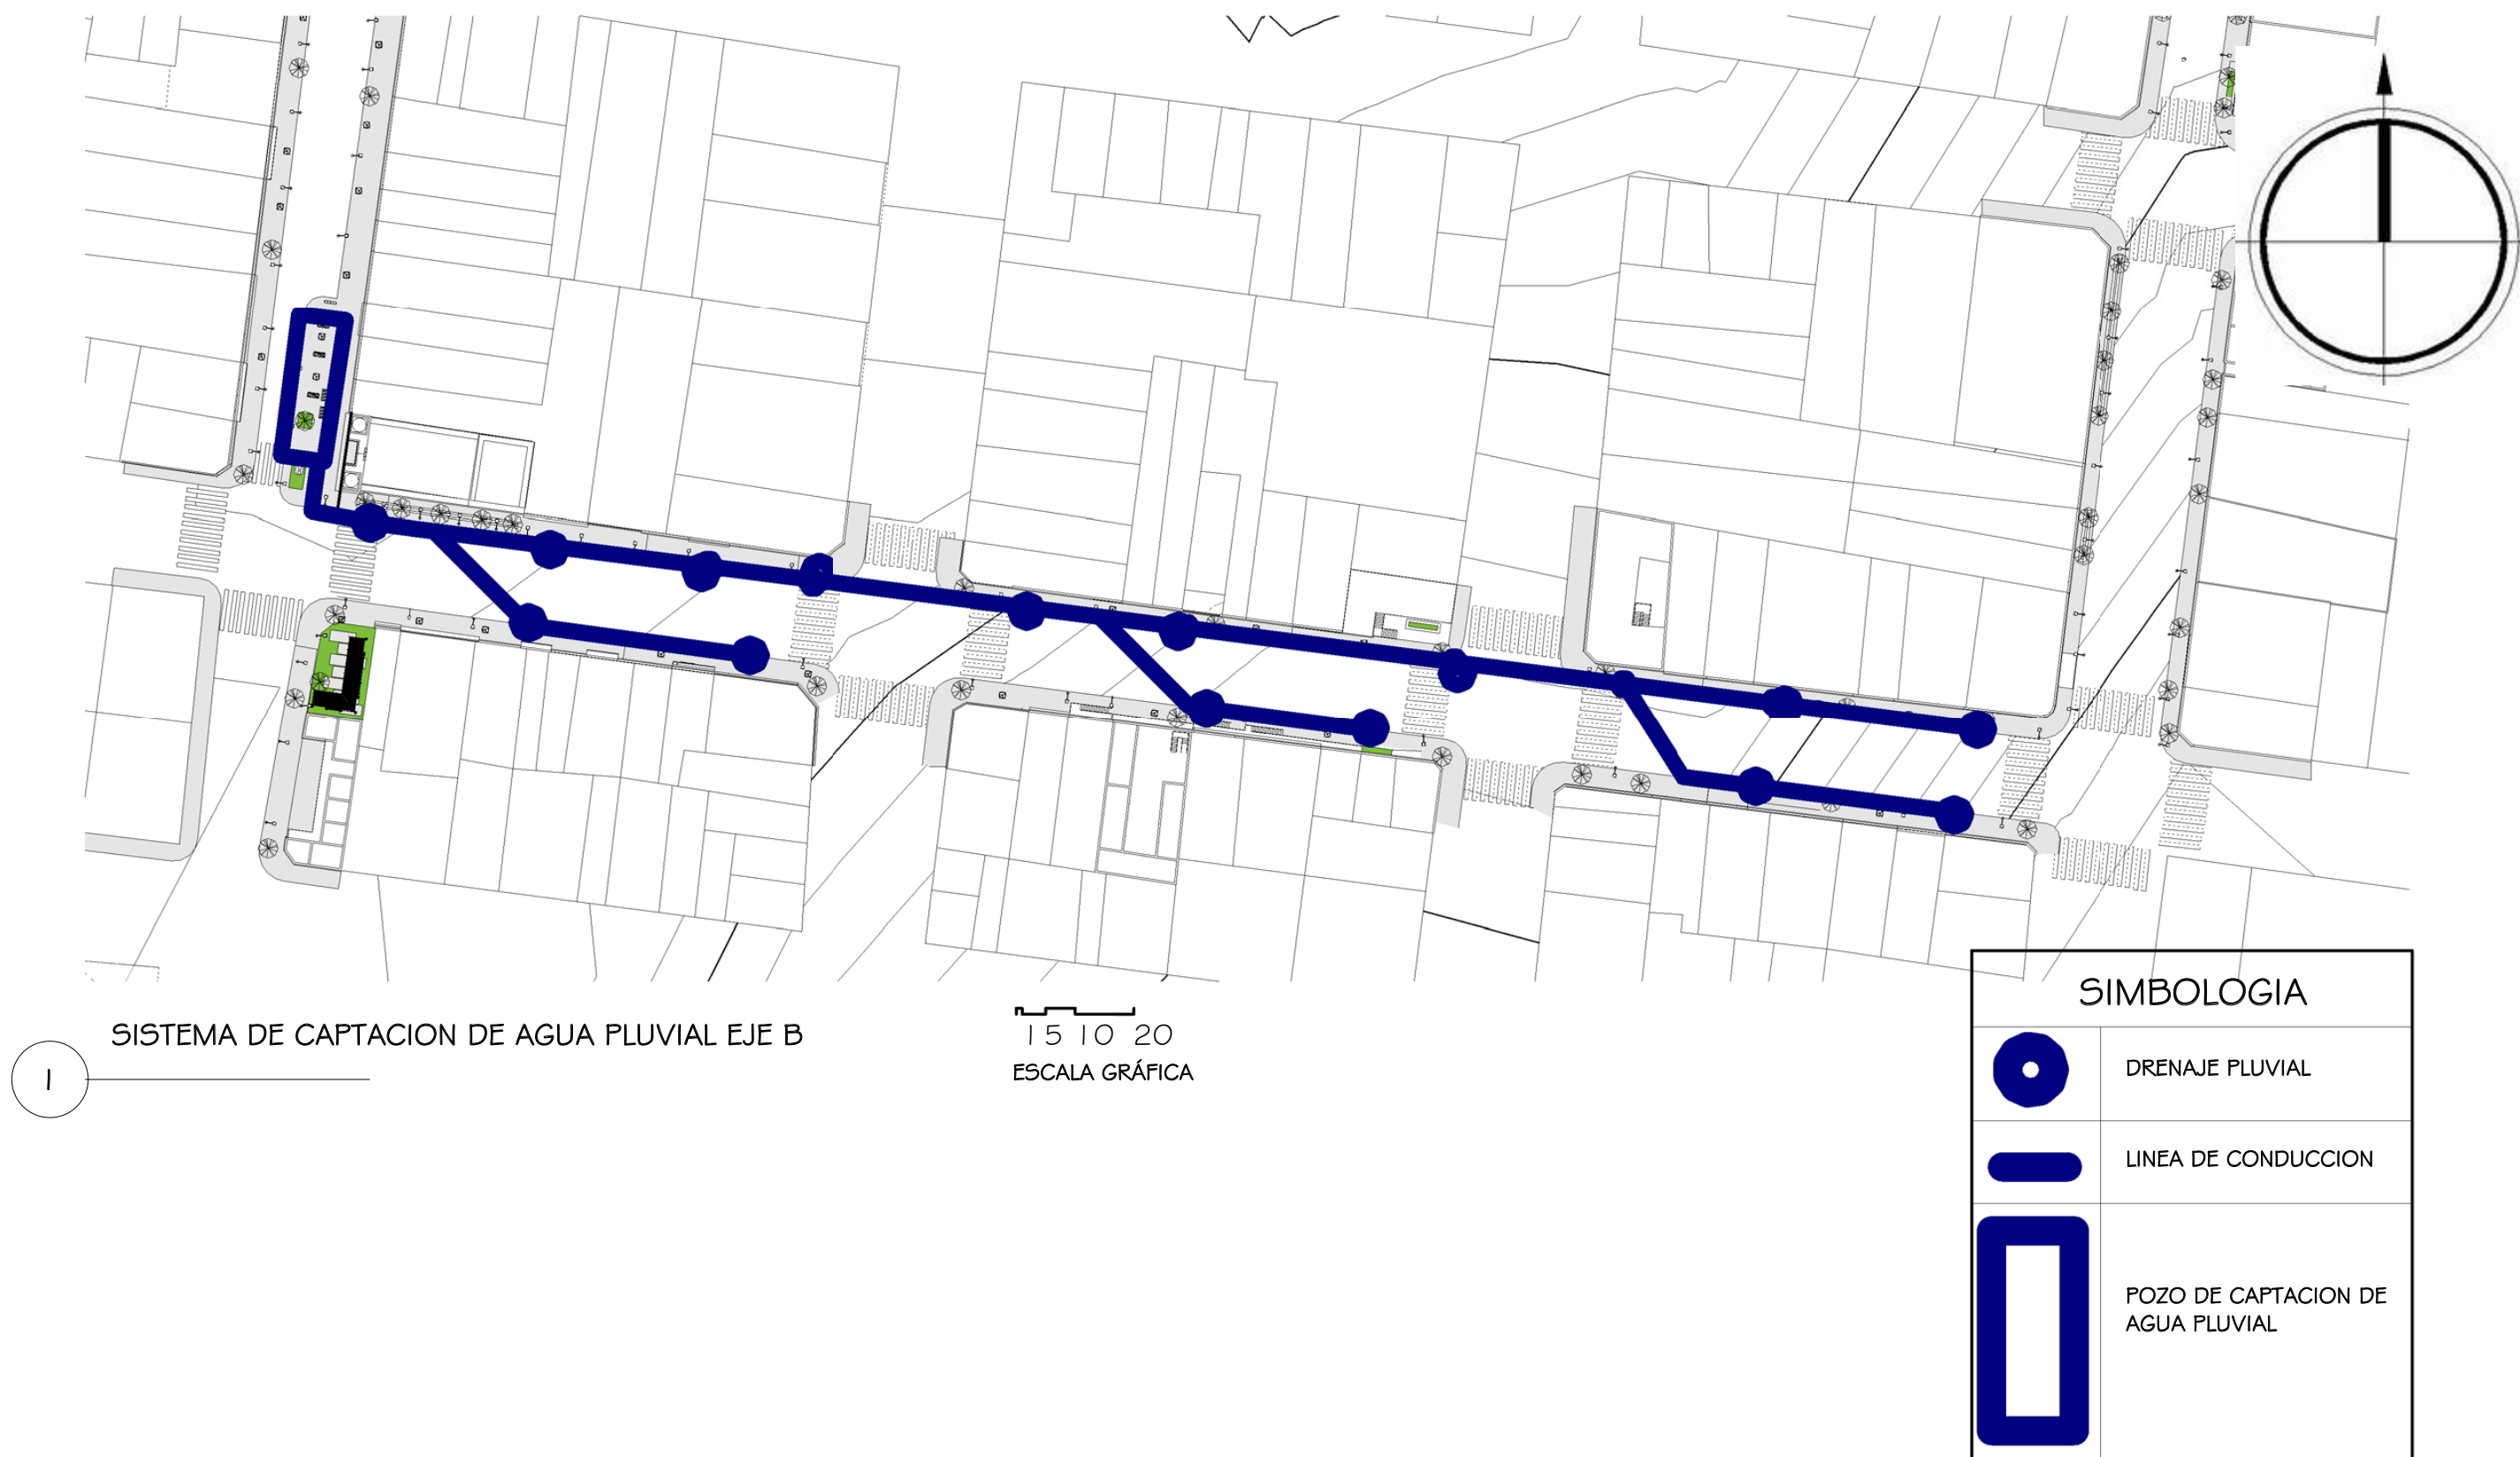 SISTEMA DE CAPTACION DE AGUA PLUVIAL EJE B
1
1 5 10 20
ESCALA GRÁFICA
SIMBOLOGIA
DRENAJE PLUVIAL
LINEA DE CONDUCCION
POZO DE CAPTACION DE
AGUA PLUVIAL